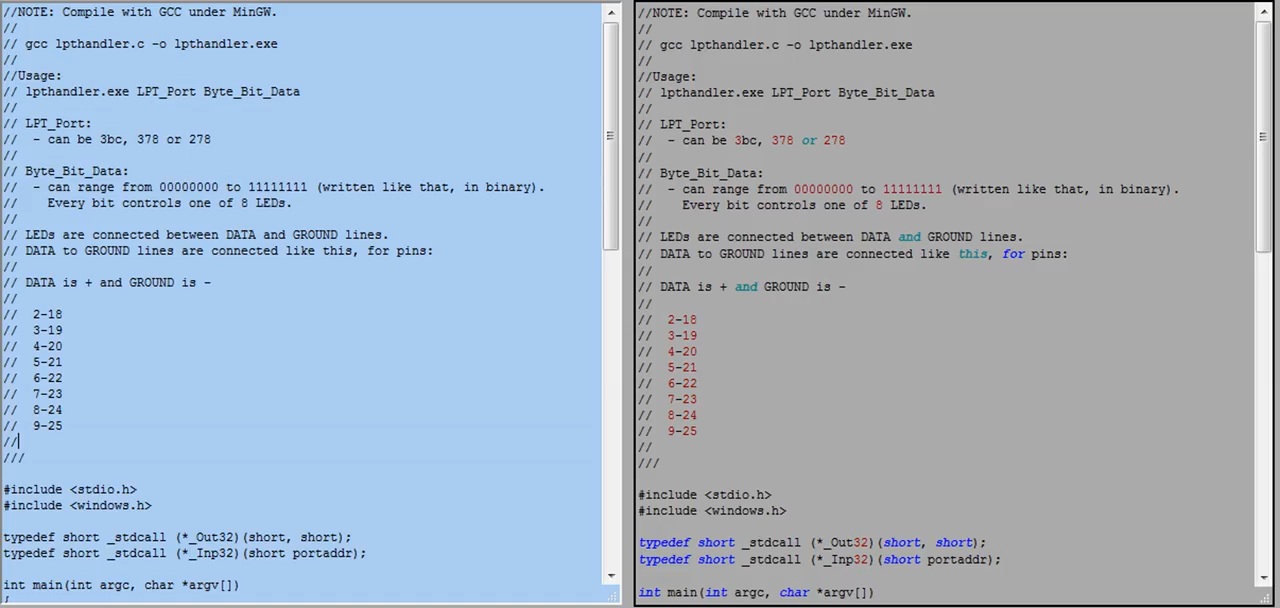 //NOTE: Compile with GCC under MinGW.
//
// gcc lpthandler.c -o lpthandler.exe
//
//Usage:
// lpthandler.exe LPT_Port Byte_Bit_Data
//
// LPT_Port:
//  - can be 3bc, 378 or 278
//
// Byte_Bit_Data:
//  - can range from 00000000 to 11111111 (written like that, in binary).
//    Every bit controls one of 8 LEDs.
//
// LEDs are connected between DATA and GROUND lines.
// DATA to GROUND lines are connected like this, for pins:
//
// DATA is + and GROUND is -
//
//  2-18
//  3-19
//  4-20
//  5-21
//  6-22
//  7-23
//  8-24
//  9-25
//
///
#include <stdio.h>
#include <windows.h>
typedef short _stdcall (*_Out32)(short, short);
typedef short _stdcall (*_Inp32)(short portaddr);
int main(int argc, char *argv[])
//NOTE: Compile with GCC under MinGW.
//
// gcc lpthandler.c -o lpthandler.exe
//
//Usage:
// lpthandler.exe LPT_Port Byte_Bit_Data
//
// LPT_Port:
//  - can be 3bc, 378 or 278
//
// Byte_Bit_Data:
//  - can range from 00000000 to 11111111 (written like that, in binary).
//    Every bit controls one of 8 LEDs.
//
// LEDs are connected between DATA and GROUND lines.
// DATA to GROUND lines are connected like this, for pins:
//
// DATA is + and GROUND is -
//
//  2-18
//  3-19
//  4-20
//  5-21
//  6-22
//  7-23
//  8-24
//  9-25
//
///
#include <stdio.h>
#include <windows.h>
typedef short _stdcall (*_Out32)(short, short);
typedef short _stdcall (*_Inp32)(short portaddr);
int main(int argc, char *argv[])